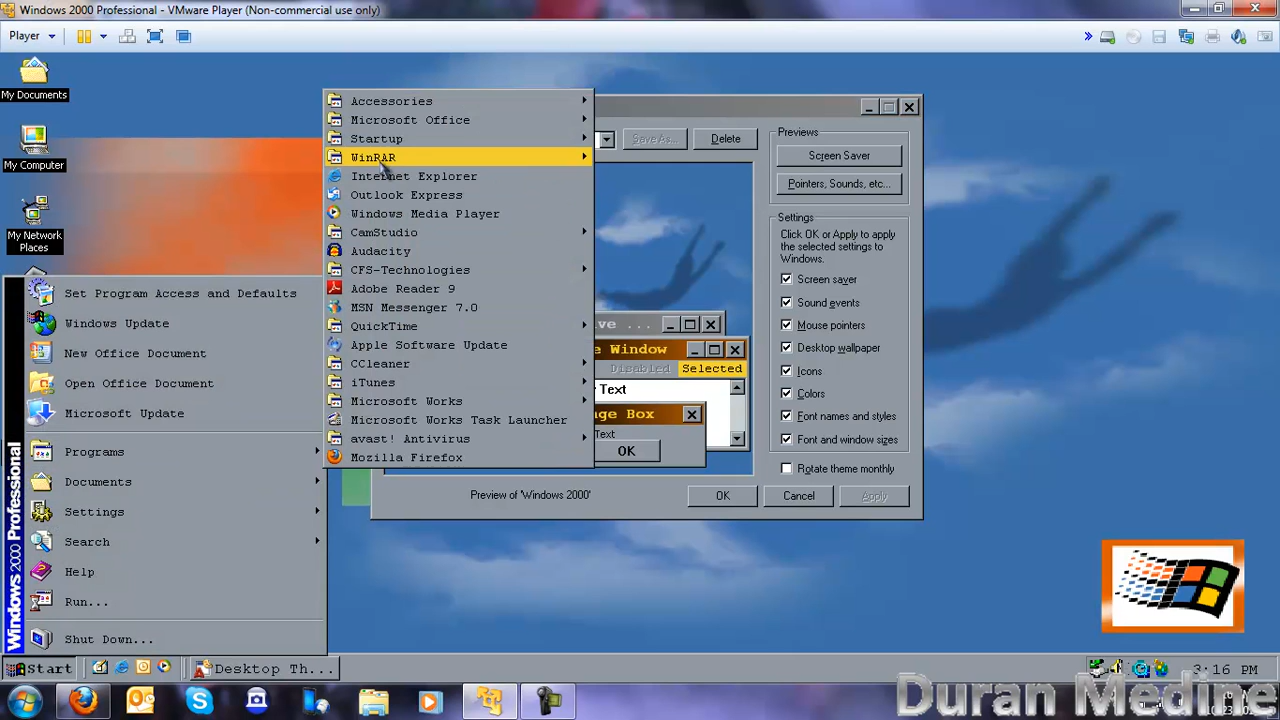 Windows 2000 Professional - VMware Player (Non-commercial use only)
Player
My Documents
My Computer
My Network
Places
Accessories
Microsoft Office
Startup
WinRAR
Internet Explorer
Outlook Express
Windows Media Player
CamStudio
Audacity
CFS-Technologies
Adobe Reader 9
MSN Messenger 7.0
QuickTime
Apple Software Update
CCleaner
iTunes
Microsoft Works
Microsoft Works Task Launcher
avast! Antivirus
Mozilla Firefox
Set Program Access and Defaults
Windows Update
New Office Document
Open Office Document
Microsoft Update
Programs
Documents
Settings
Search
Help
Run...
Shut Down...
Windows 2000 Professional
Save As...
Delete
Previews
Screen Saver
Pointers, Sounds, etc...
Settings
Click OK or Apply to apply
the selected settings to
Windows.
Screen saver
Sound events
Mouse pointers
Desktop wallpaper
Icons
Colors
Font names and styles
Font and window sizes
Rotate theme monthly
ve ...
e Window
Disabled
Selected
Text
ge Box
Text
OK
Preview of 'Windows 2000'
OK
Cancel
Apply
Start
Desktop Th...
3:16 PM
Duran Medine